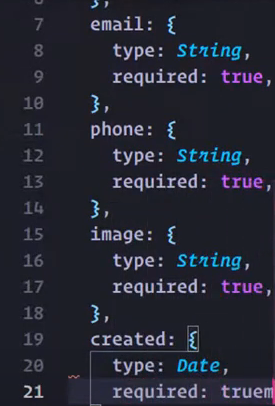 6 },
7 email: {
8 type: String,
9 required: true,
10 },
11 phone: {
12 type: String,
13 required: true,
14 },
15 image: {
16 type: String,
17 required: true,
18 },
19 created: {
20 type: Date,
21 required: truem